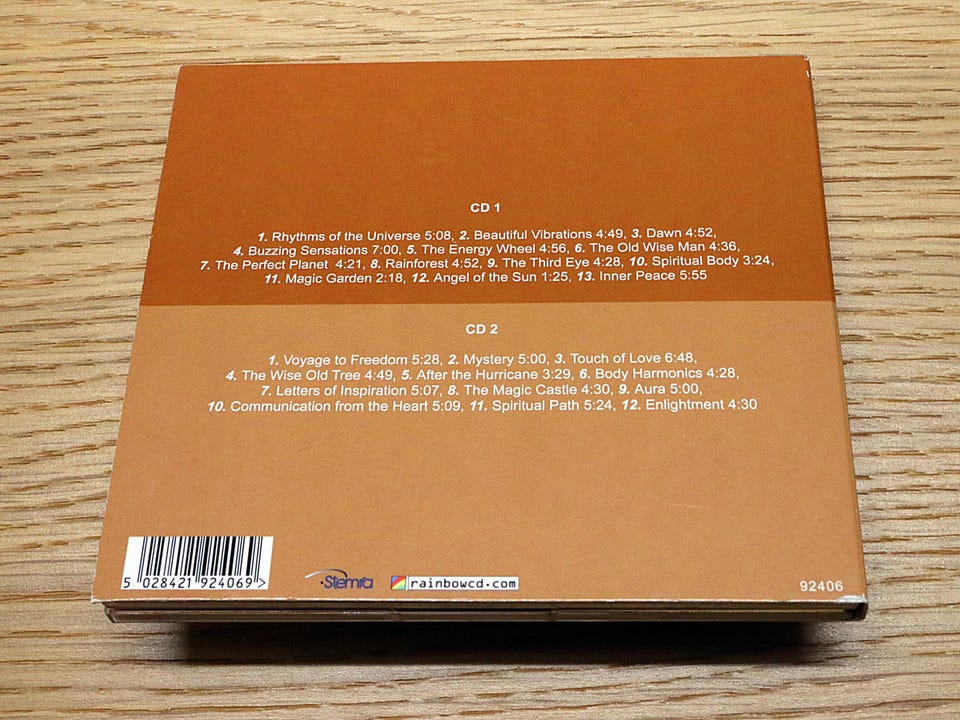 CD 1
1. Rhythms of the Universe 5:08, 2. Beautiful Vibrations 4:49, 3. Dawn 4:52,
4. Buzzing Sensations 7:00, 5. The Energy Wheel 4:56, 6. The Old Wise Man 4:36,
7. The Perfect Planet 4:21, 8. Rainforest 4:52, 9. The Third Eye 4:28, 10. Spiritual Body 3:24,
11. Magic Garden 2:18, 12. Angel of the Sun 1:25, 13. Inner Peace 5:55
CD 2
1. Voyage to Freedom 5:28, 2. Mystery 5:00, 3. Touch of Love 6:48,
4. The Wise Old Tree 4:49, 5. After the Hurricane 3:29, 6. Body Harmonics 4:28,
7. Letters of Inspiration 5:07, 8. The Magic Castle 4:30, 9. Aura 5:00,
10. Communication from the Heart 5:09, 11. Spiritual Path 5:24, 12. Enlightment 4:30
5 028421 924069 >
Stemra
rainbowcd.com
92406